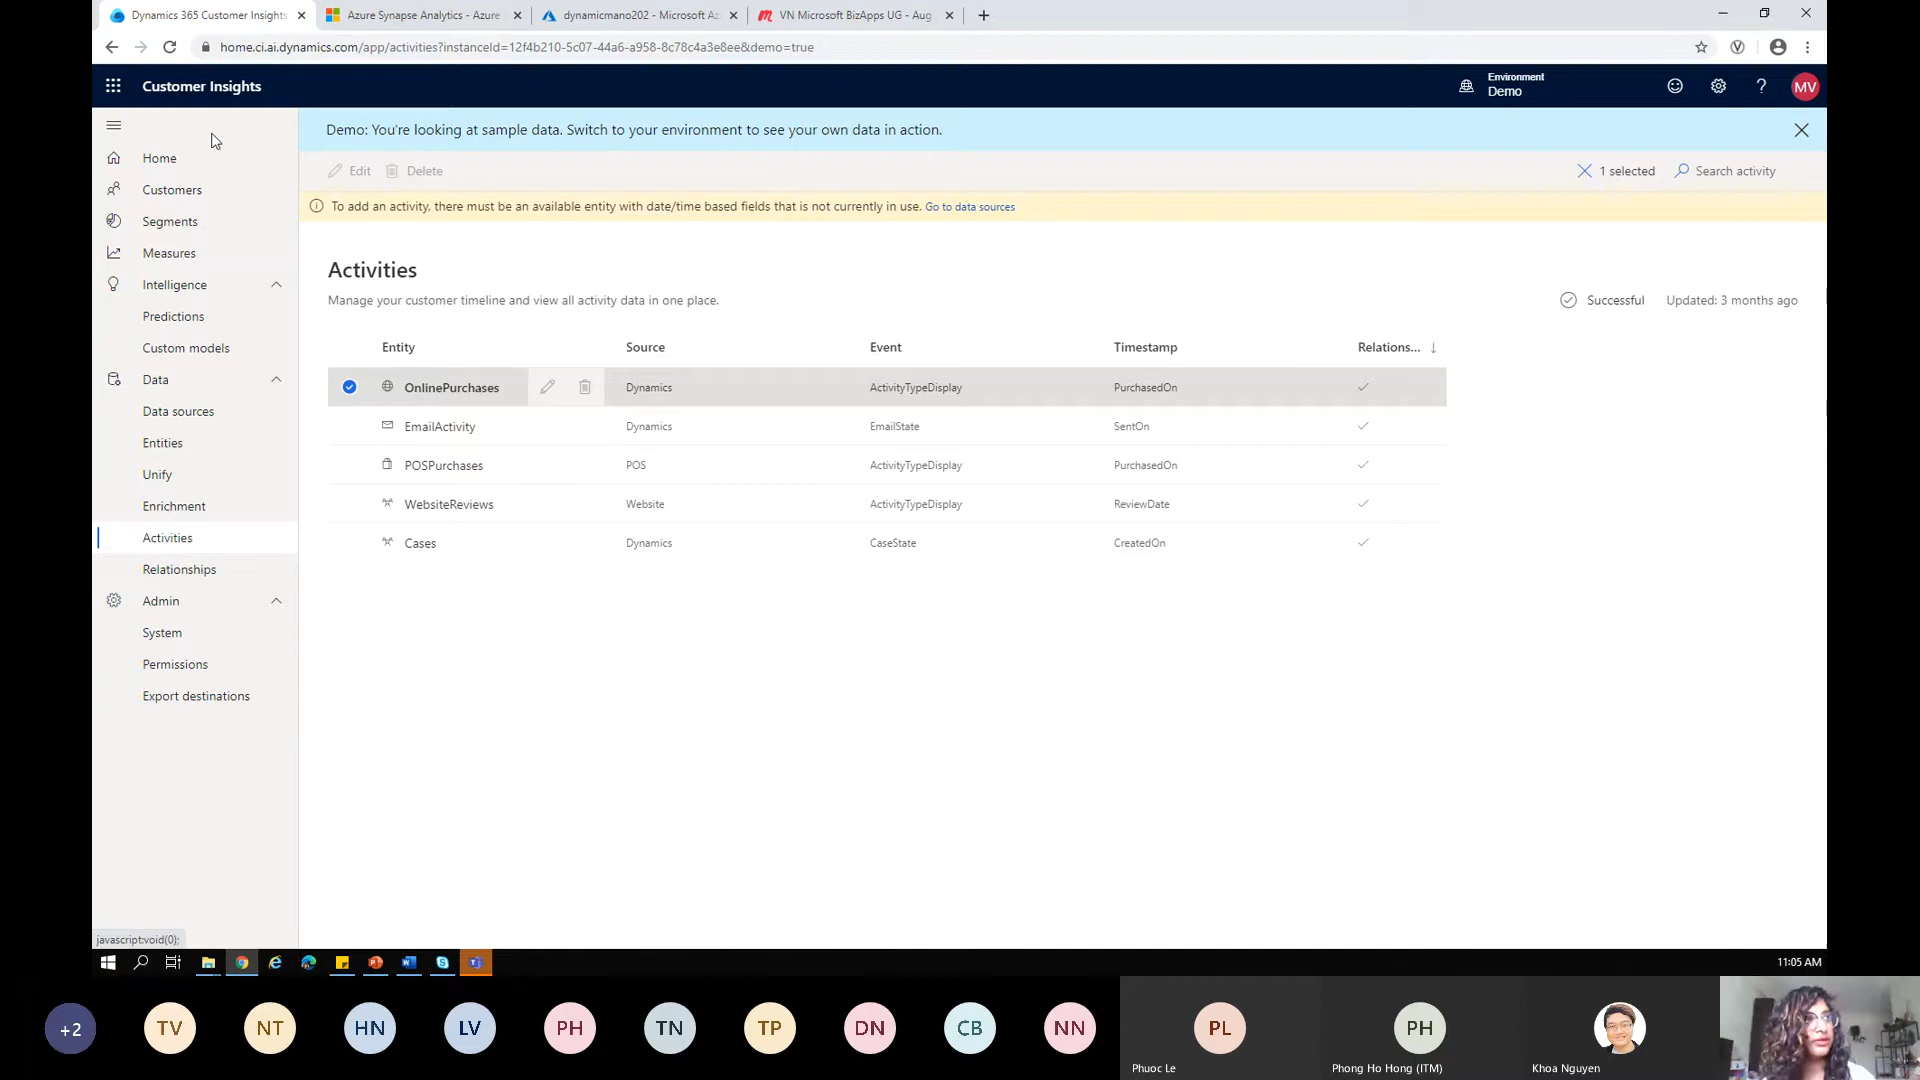 Dynamics 365 Customer Insights
Azure Synapse Analytics - Azure
dynamicmano202 - Microsoft Az
VN Microsoft BizApps UG - Aug
home.ci.ai.dynamics.com/app/activities?instanceId=12f4b210-5c07-44a6-a958-8c78c4a3e8ee&demo=true
Customer Insights
Environment
Demo
MV
Demo: You're looking at sample data. Switch to your environment to see your own data in action.
Edit
Delete
1 selected
Search activity
To add an activity, there must be an available entity with date/time based fields that is not currently in use. Go to data sources
Home
Customers
Segments
Measures
Intelligence
Predictions
Custom models
Data
Data sources
Entities
Unify
Enrichment
Activities
Relationships
Admin
System
Permissions
Export destinations
Activities
Manage your customer timeline and view all activity data in one place.
Successful
Updated: 3 months ago
Entity Source Event Timestamp Relations...
OnlinePurchases Dynamics ActivityTypeDisplay PurchasedOn
EmailActivity Dynamics EmailState SentOn
POSPurchases POS ActivityTypeDisplay PurchasedOn
WebsiteReviews Website ActivityTypeDisplay ReviewDate
Cases Dynamics CaseState CreatedOn
javascript:void(0);
11:05 AM
+2 TV NT HN LV PH TN TP DN CB NN PL PH
Phuoc Le
Phong Ho Hong (ITM)
Khoa Nguyen